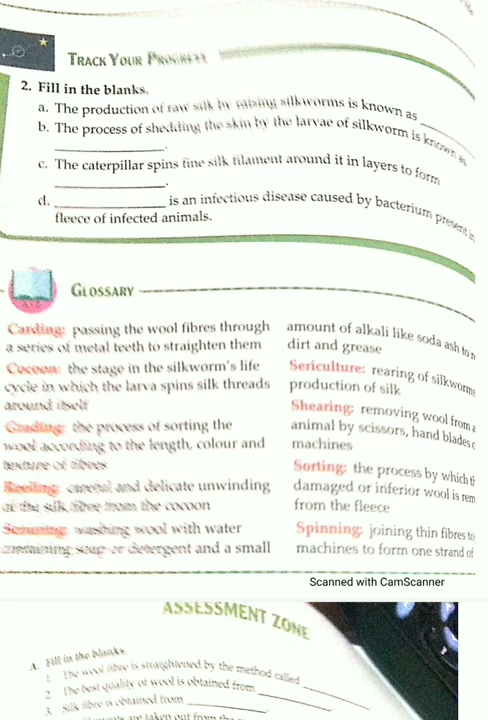 TRACK YOUR PROGRESS
2. Fill in the blanks.
a. The production of raw silk by raising silkworms is known as
b. The process of shedding the skin by the larvae of silkworm is known as
____________.
c. The caterpillar spins fine silk filament around it in layers to form
____________.
d. ____________ is an infectious disease caused by bacterium present in
fleece of infected animals.
GLOSSARY
Carding: passing the wool fibres through
a series of metal teeth to straighten them
Cocoon: the stage in the silkworm's life
cycle in which the larva spins silk threads
around itself
Grading: the process of sorting the
wool according to the length, colour and
texture of fibres
Reeling: careful and delicate unwinding
of the silk fibre from the cocoon
Scouring: washing wool with water
containing soap or detergent and a small
amount of alkali like soda ash to
dirt and grease
Sericulture: rearing of silkworms
production of silk
Shearing: removing wool from a
animal by scissors, hand blades
machines
Sorting: the process by which
damaged or inferior wool is
from the fleece
Spinning: joining thin fibres to
machines to form one strand of
Scanned with CamScanner
ASSESSMENT ZONE
A. Fill in the blanks.
1. The wool fibre is straightened by the method called ____________
2. The best quality of wool is obtained from ____________
3. Silk fibre is obtained from ____________.
are taken out from the